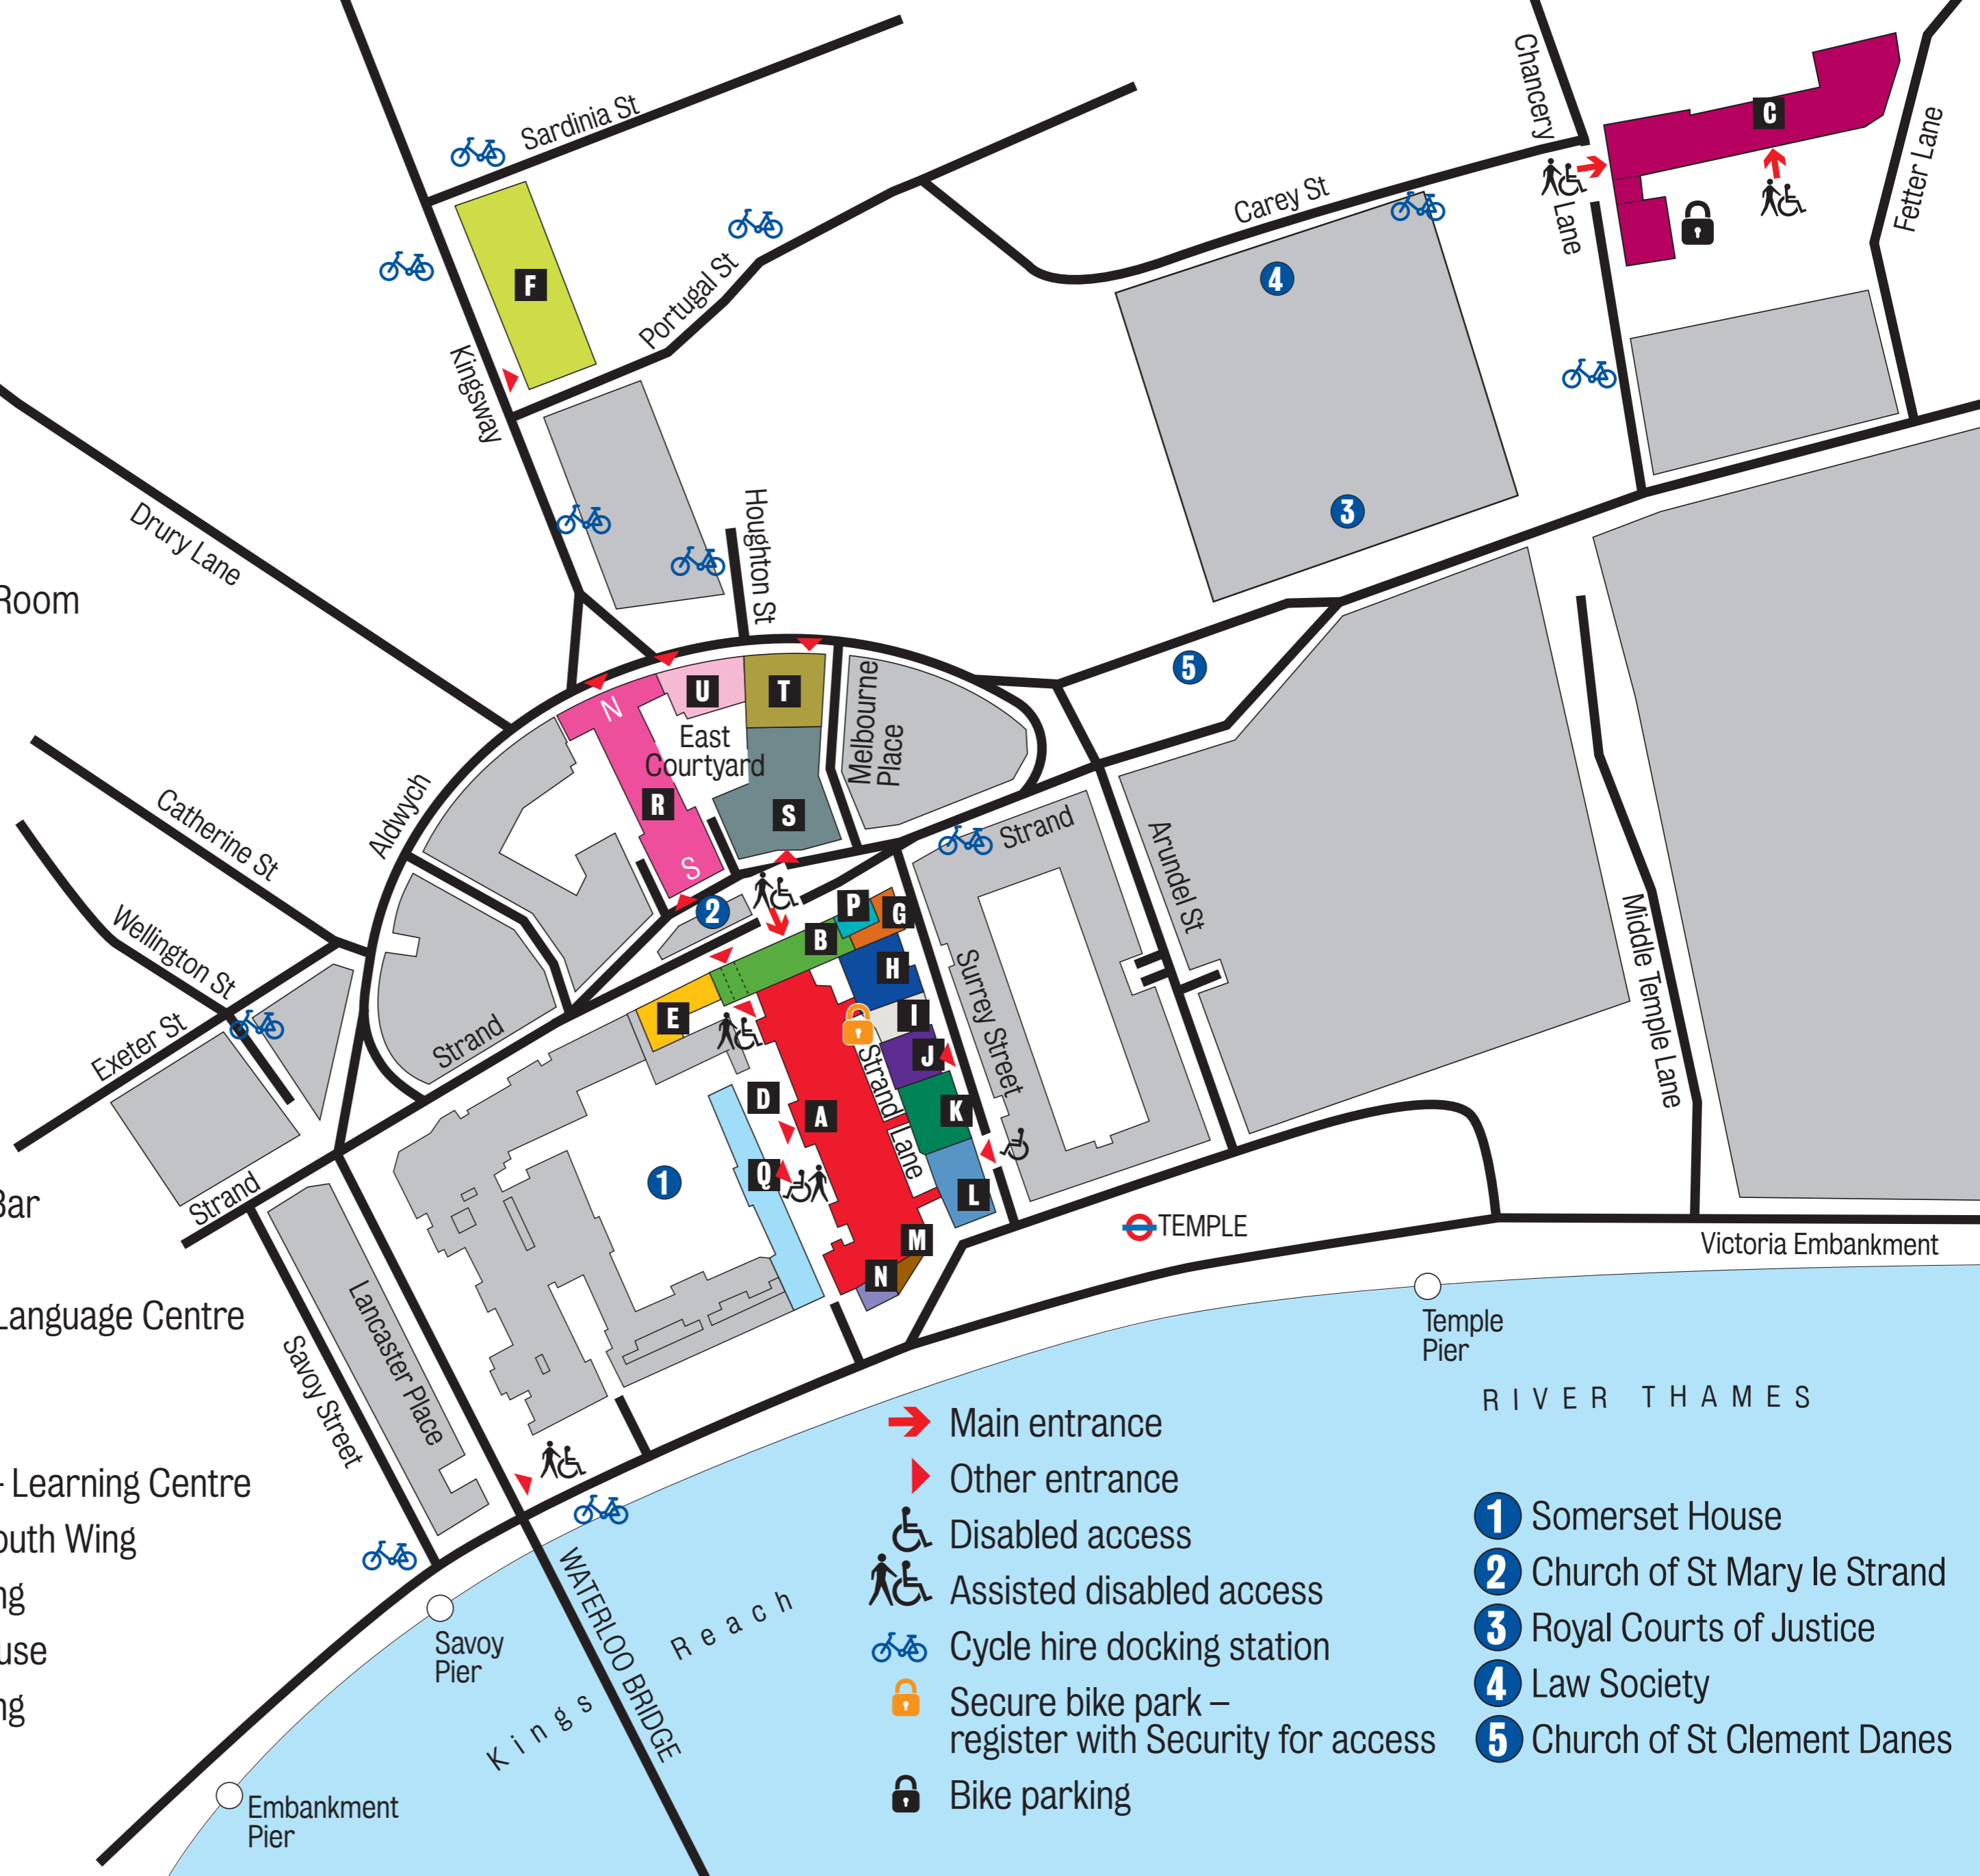 Sardinia St
Chancery
Lane
C
Fetter Lane
Carey St
F
Portugal St
Kingsway
4
3
Drury Lane
Houghton St
Room
5
N
U
T
East
Courtyard
Melbourne
Place
R
S
S
Aldwych
Catherine St
Strand
Arundel St
2
P
G
B
H
Wellington St
Exeter St
Strand
E
I
J
Strand
Lane
Surrey Street
Middle Temple Lane
D
A
K
1
Q
L
Strand
Bar
M
N
TEMPLE
Victoria Embankment
Language Centre
Lancaster Place
Savoy Street
Temple
Pier
RIVER THAMES
Main entrance
Other entrance
Disabled access
Assisted disabled access
Cycle hire docking station
Secure bike park –
register with Security for access
Bike parking
1 Somerset House
2 Church of St Mary le Strand
3 Royal Courts of Justice
4 Law Society
5 Church of St Clement Danes
- Learning Centre
outh Wing
ng
use
ng
Savoy
Pier
WATERLOO BRIDGE
Kings Reach
Embankment
Pier